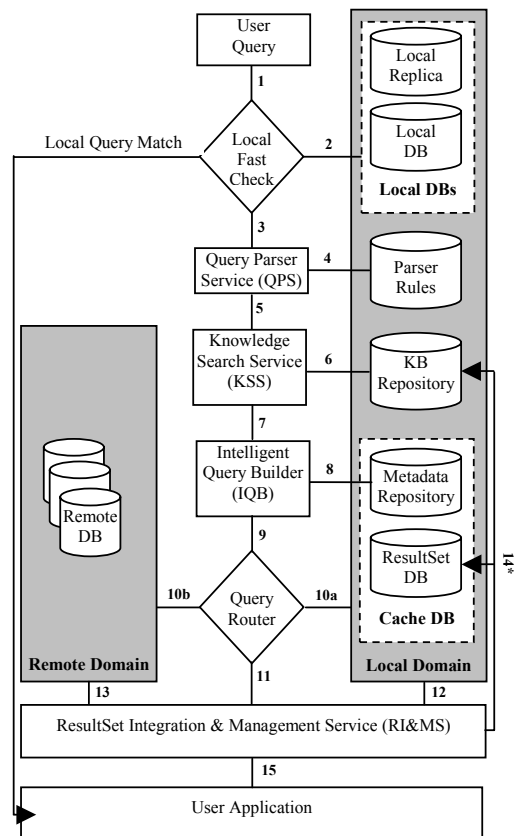 User
Query
1
Local
Replica
Local
DB
Local DBs
Local Query Match
Local
Fast
Check
2
3
Query Parser
Service (QPS)
4
Parser
Rules
5
Knowledge
Search Service
(KSS)
6
KB
Repository
7
Intelligent
Query Builder
(IQB)
8
Metadata
Repository
ResultSet
DB
Cache DB
14*
Remote
DB
9
10b
Query
Router
10a
Remote Domain
Local Domain
11
13
12
ResultSet Integration & Management Service (RI&MS)
15
User Application